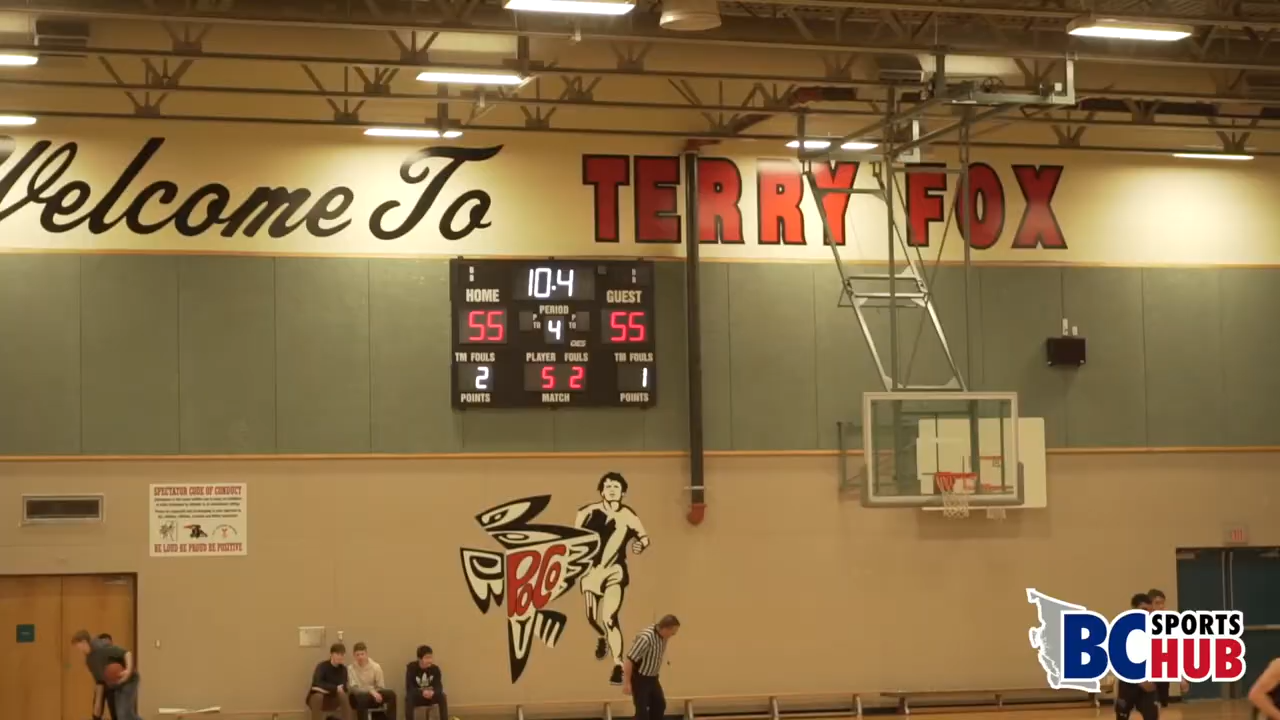 Welcome To TERRY FOX
10.4
HOME GUEST
PERIOD
55 4 55
TM FOULS PLAYER FOULS TM FOULS
2 5 2 1
POINTS MATCH POINTS
SPECTATOR CODE OF CONDUCT
BE LOUD BE PROUD BE POSITIVE
POCO
BC SPORTS HUB